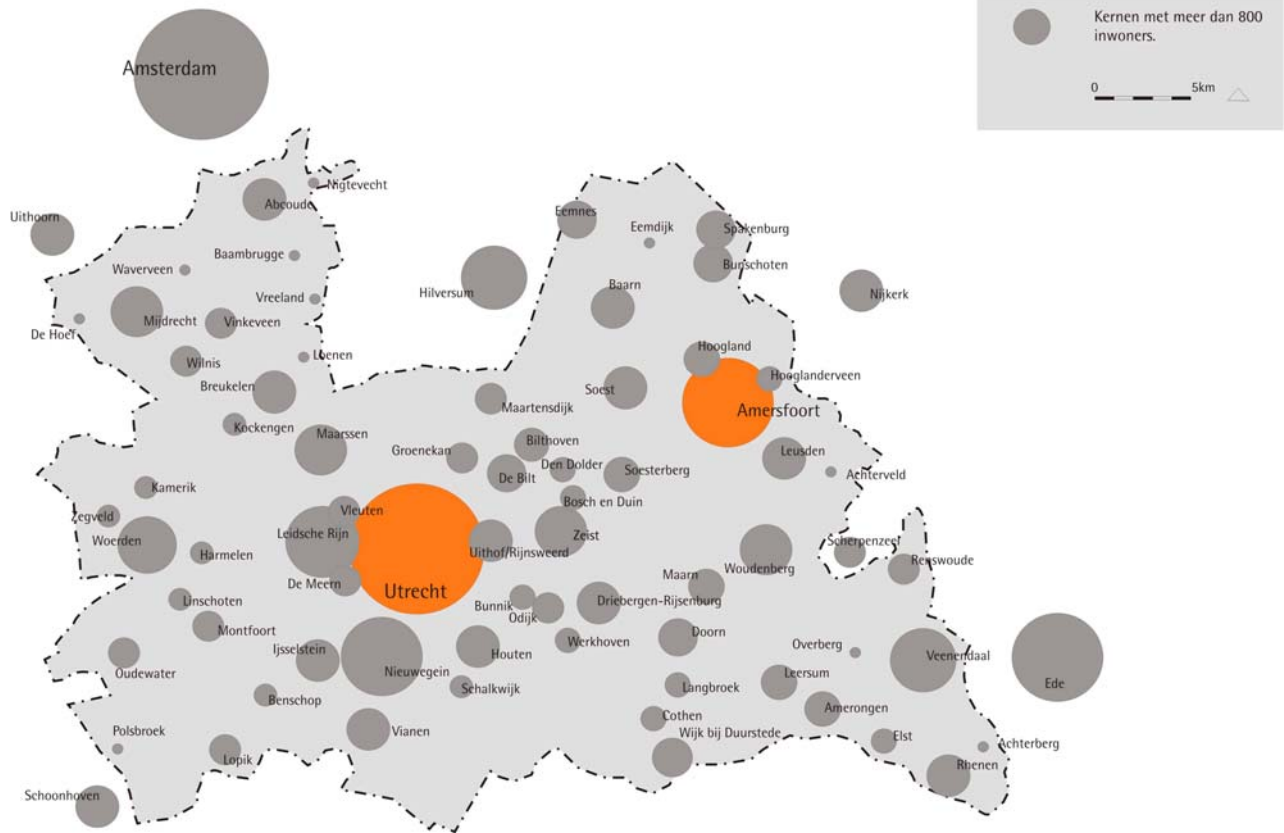 Kernen met meer dan 800
inwoners.
0 5km
Amsterdam
Nigtevecht
Abcoude
Uithoorn
Eemnes
Eemdijk
Spakenburg
Baambrugge
Waverveen
Bunschoten
Hilversum
Baarn
Nijkerk
Vreeland
Mijdrecht
Vinkeveen
De Hoef
Hoogland
Loenen
Wilnis
Hooglanderveen
Breukelen
Soest
Maartensdijk
Amersfoort
Kockengen
Maarssen
Bilthoven
Groenekan
Leusden
Den Dolder
Soesterberg
De Bilt
Achterveld
Kamerik
Bosch en Duin
Vleuten
Zegveld
Leidsche Rijn
Zeist
Woerden
Scherpenzeel
Harmelen
Uithof/Rijnsweerd
Renswoude
Woudenberg
Maarn
De Meern
Utrecht
Linschoten
Bunnik
Driebergen-Rijsenburg
Odijk
Montfoort
Doorn
Werkhoven
Overberg
Ijsselstein
Houten
Veenendaal
Oudewater
Nieuwegein
Leersum
Ede
Schalkwijk
Langbroek
Benschop
Amerongen
Cothen
Polsbroek
Vianen
Wijk bij Duurstede
Elst
Achterberg
Lopik
Rhenen
Schoonhoven